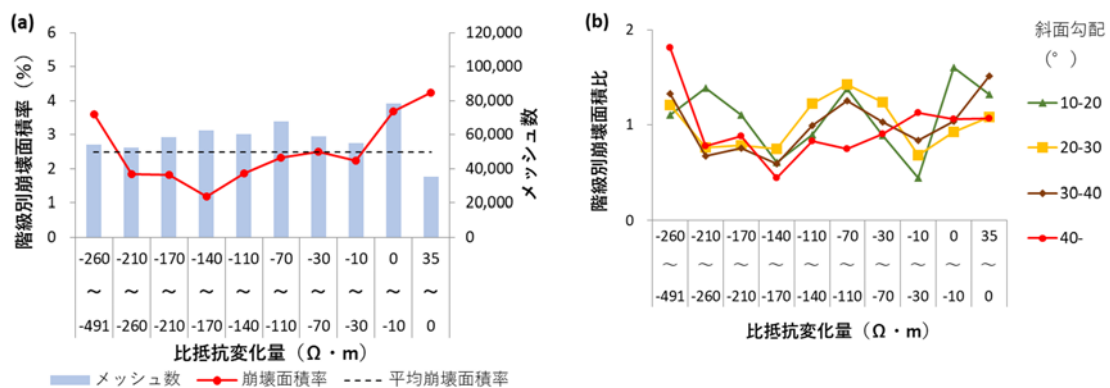 (a)
階級別崩壊面積率（%）
6
5
4
3
2
1
0
120,000
100,000
80,000
60,000
40,000
20,000
0
メッシュ数
-260 -210 -170 -140 -110 -70 -30 -10 0 35
～ ～ ～ ～ ～ ～ ～ ～ ～ ～
-491 -260 -210 -170 -140 -110 -70 -30 -10 0
比抵抗変化量（Ω・m）
メッシュ数 崩壊面積率 平均崩壊面積率
(b)
階級別崩壊面積比
2
1
0
-260 -210 -170 -140 -110 -70 -30 -10 0 35
～ ～ ～ ～ ～ ～ ～ ～ ～ ～
-491 -260 -210 -170 -140 -110 -70 -30 -10 0
比抵抗変化量（Ω・m）
斜面勾配
（°）
10-20
20-30
30-40
40-